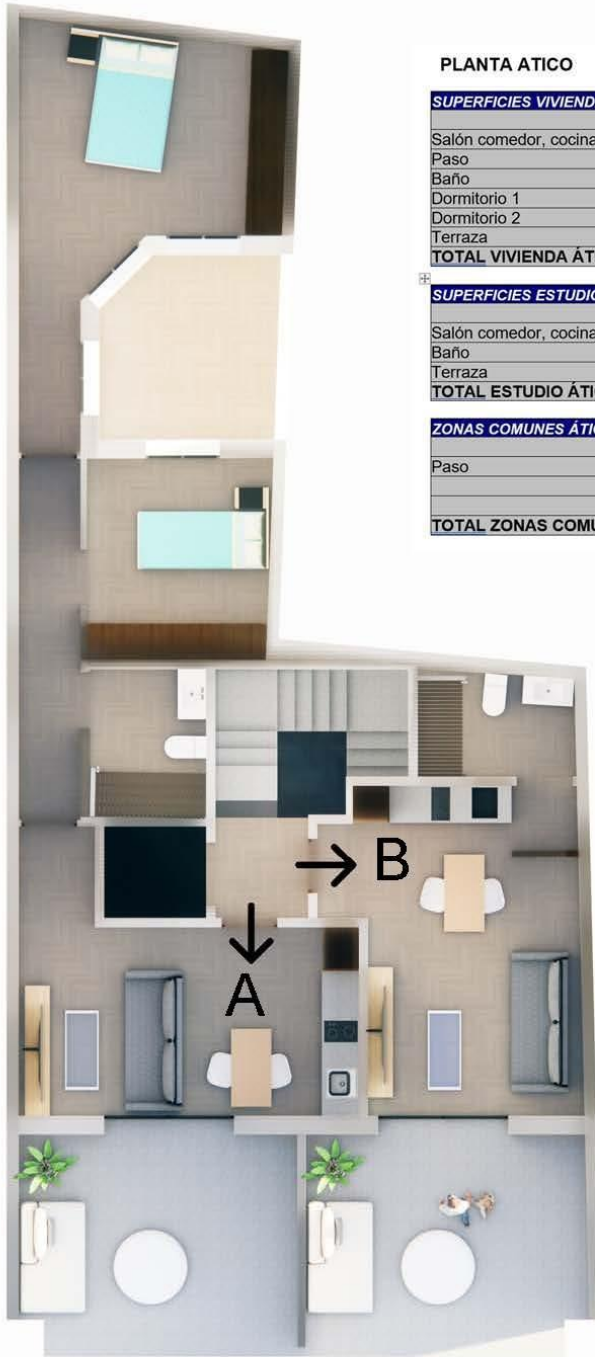 PLANTA ATICO
SUPERFICIES VIVIEND
Salón comedor, cocina
Paso
Baño
Dormitorio 1
Dormitorio 2
Terraza
TOTAL VIVIENDA ÁT
SUPERFICIES ESTUDIO
Salón comedor, cocina
Baño
Terraza
TOTAL ESTUDIO ÁTI
ZONAS COMUNES ÁTI
Paso
TOTAL ZONAS COMU
B
A